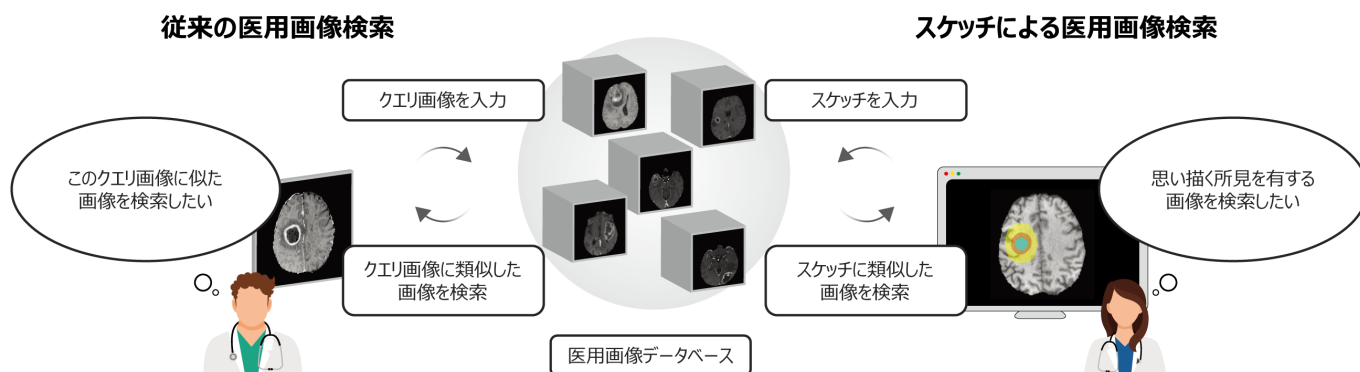 従来の医用画像検索
スケッチによる医用画像検索
クエリ画像を入力
スケッチを入力
このクエリ画像に似た
画像を検索したい
思い描く所見を有する
画像を検索したい
クエリ画像に類似した
画像を検索
スケッチに類似した
画像を検索
医用画像データベース